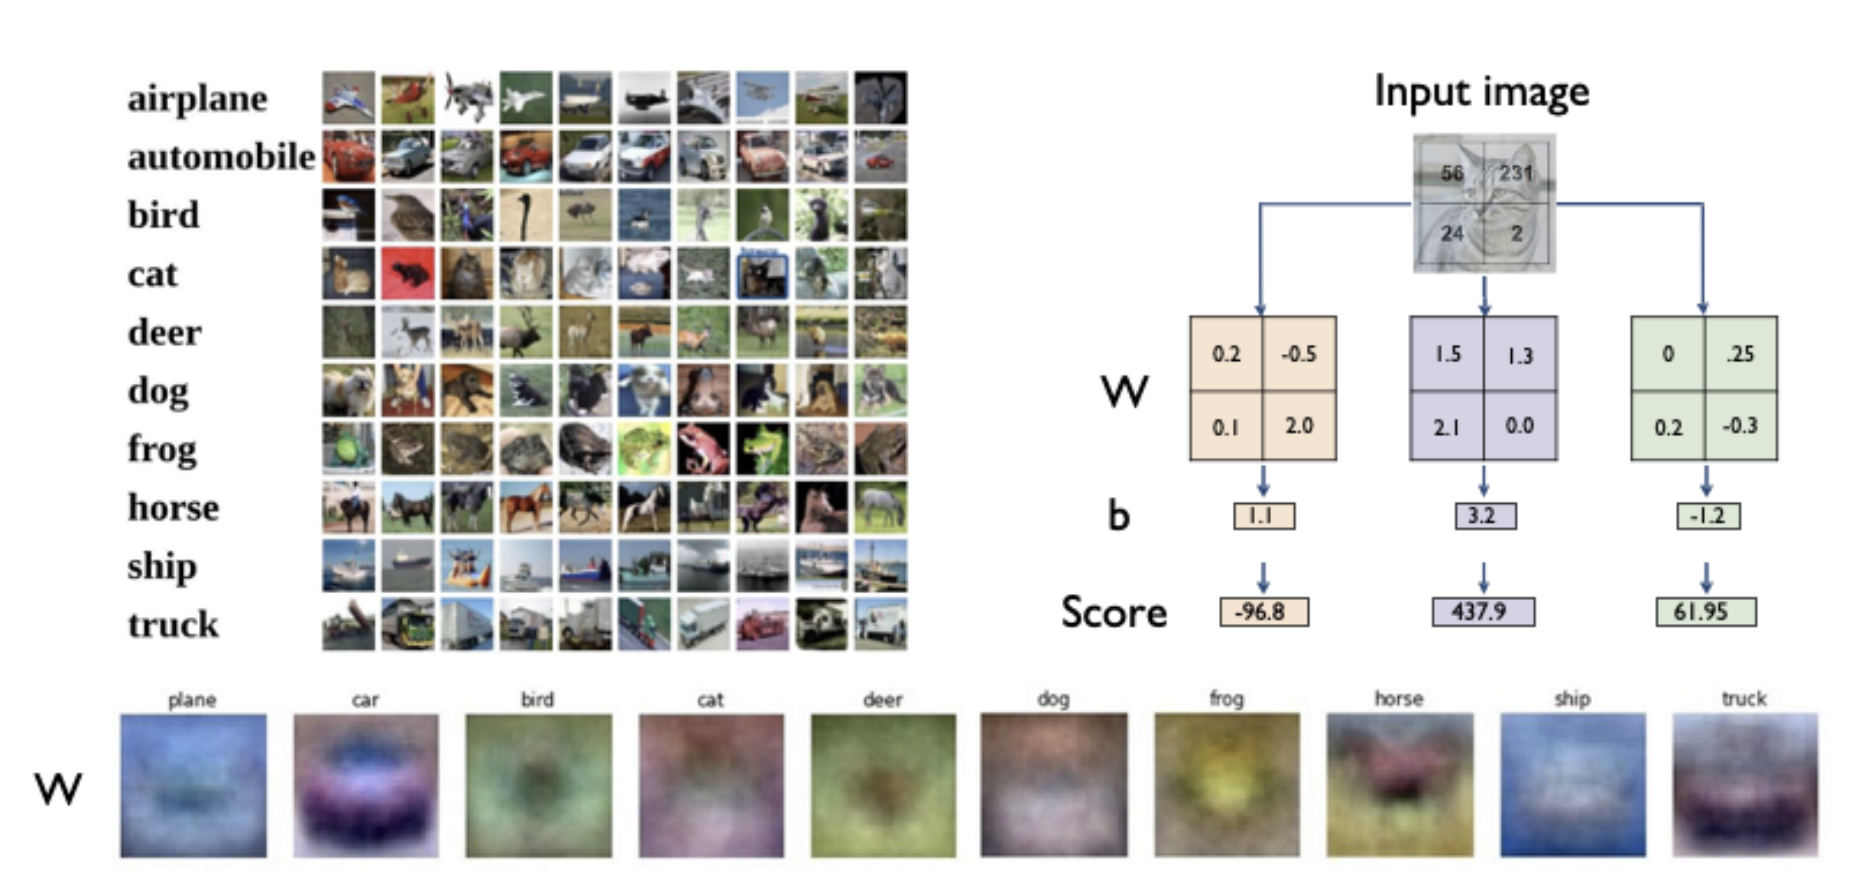 airplane
automobile
bird
cat
deer
dog
frog
horse
ship
truck
Input image
56 231
24 2
W
0.2 -0.5
0.1 2.0
1.5 1.3
2.1 0.0
0 .25
0.2 -0.3
b
1.1 3.2 -1.2
Score
-96.8 437.9 61.95
plane car bird cat deer dog frog horse ship truck
W